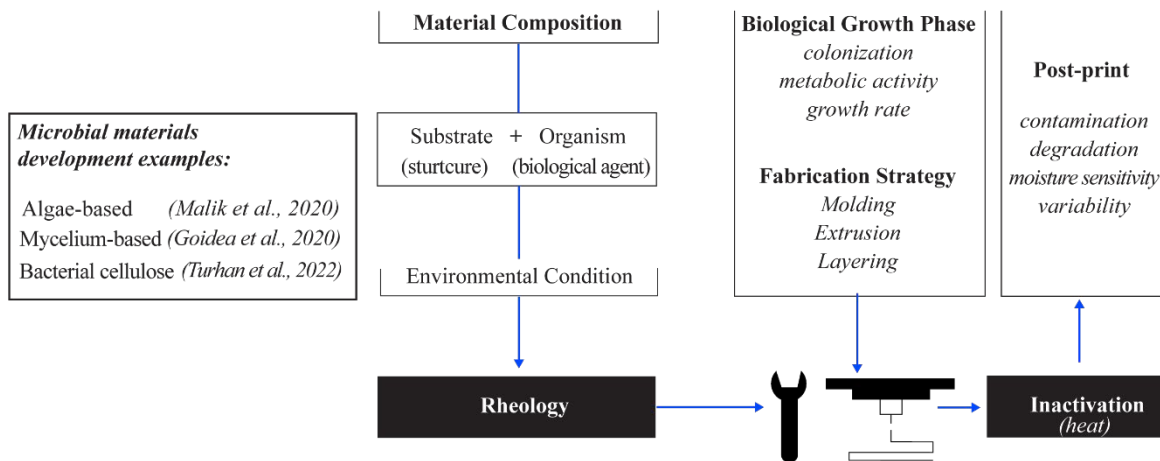 Microbial materials
development examples:
Algae-based (Malik et al., 2020)
Mycelium-based (Goidea et al., 2020)
Bacterial cellulose (Turhan et al., 2022)
Material Composition
Substrate + Organism
(sturtcure) (biological agent)
Environmental Condition
Rheology
Biological Growth Phase
colonization
metabolic activity
growth rate
Fabrication Strategy
Molding
Extrusion
Layering
Inactivation
(heat)
Post-print
contamination
degradation
moisture sensitivity
variability